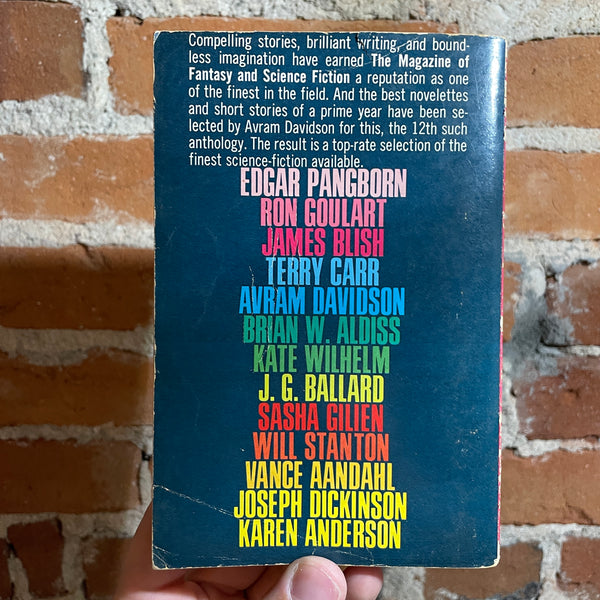 Compelling stories, brilliant writing, and bound-
less imagination have earned The Magazine of
Fantasy and Science Fiction a reputation as one
of the finest in the field. And the best novelettes
and short stories of a prime year have been se-
lected by Avram Davidson for this, the 12th such
anthology. The result is a top-rate selection of the
finest science-fiction available.
EDGAR PANGBORN
RON GOULART
JAMES BLISH
TERRY CARR
AVRAM DAVIDSON
BRIAN W. ALDISS
KATE WILHELM
J. G. BALLARD
SASHA GILIEN
WILL STANTON
VANCE AANDAHL
JOSEPH DICKINSON
KAREN ANDERSON